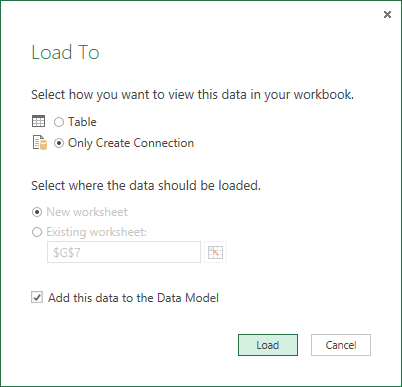 Load To
Select how you want to view this data in your workbook.
Table
Only Create Connection
Select where the data should be loaded.
New worksheet
Existing worksheet:
$G$7
Add this data to the Data Model
Load
Cancel